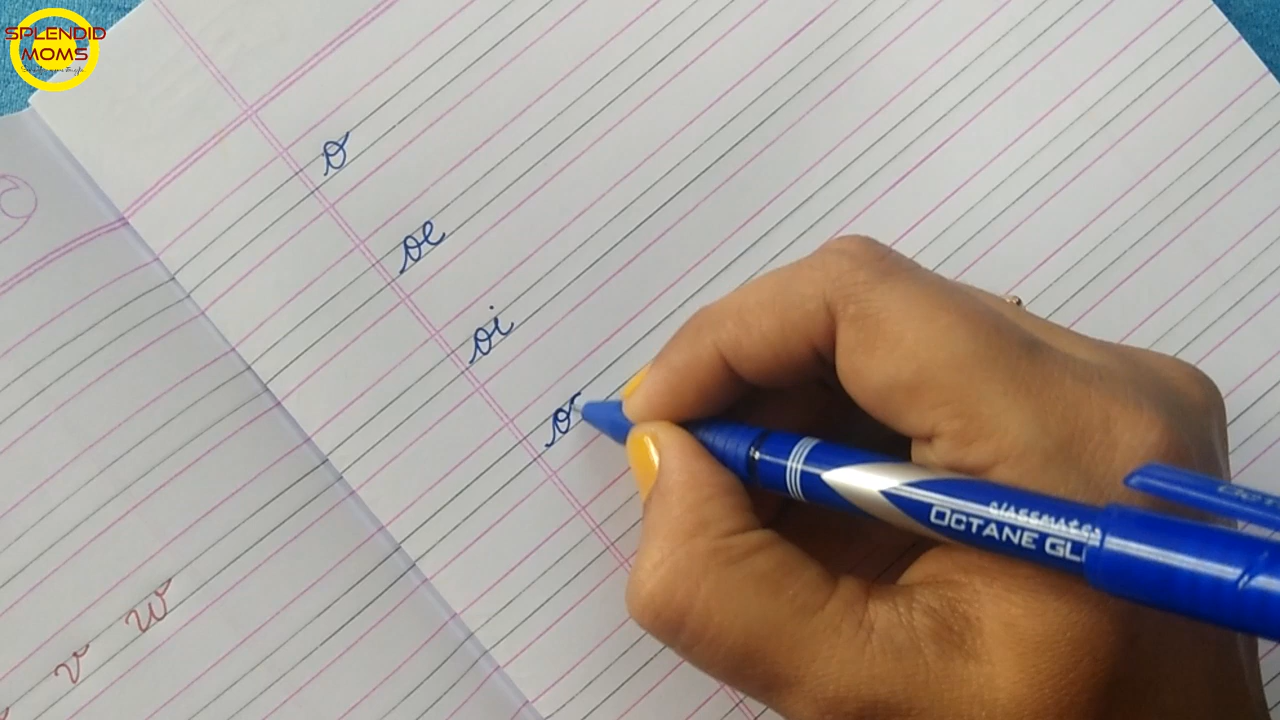 SPLENDID
MOMS
o
oe
oi
o
v w
classmate
OCTANE GL